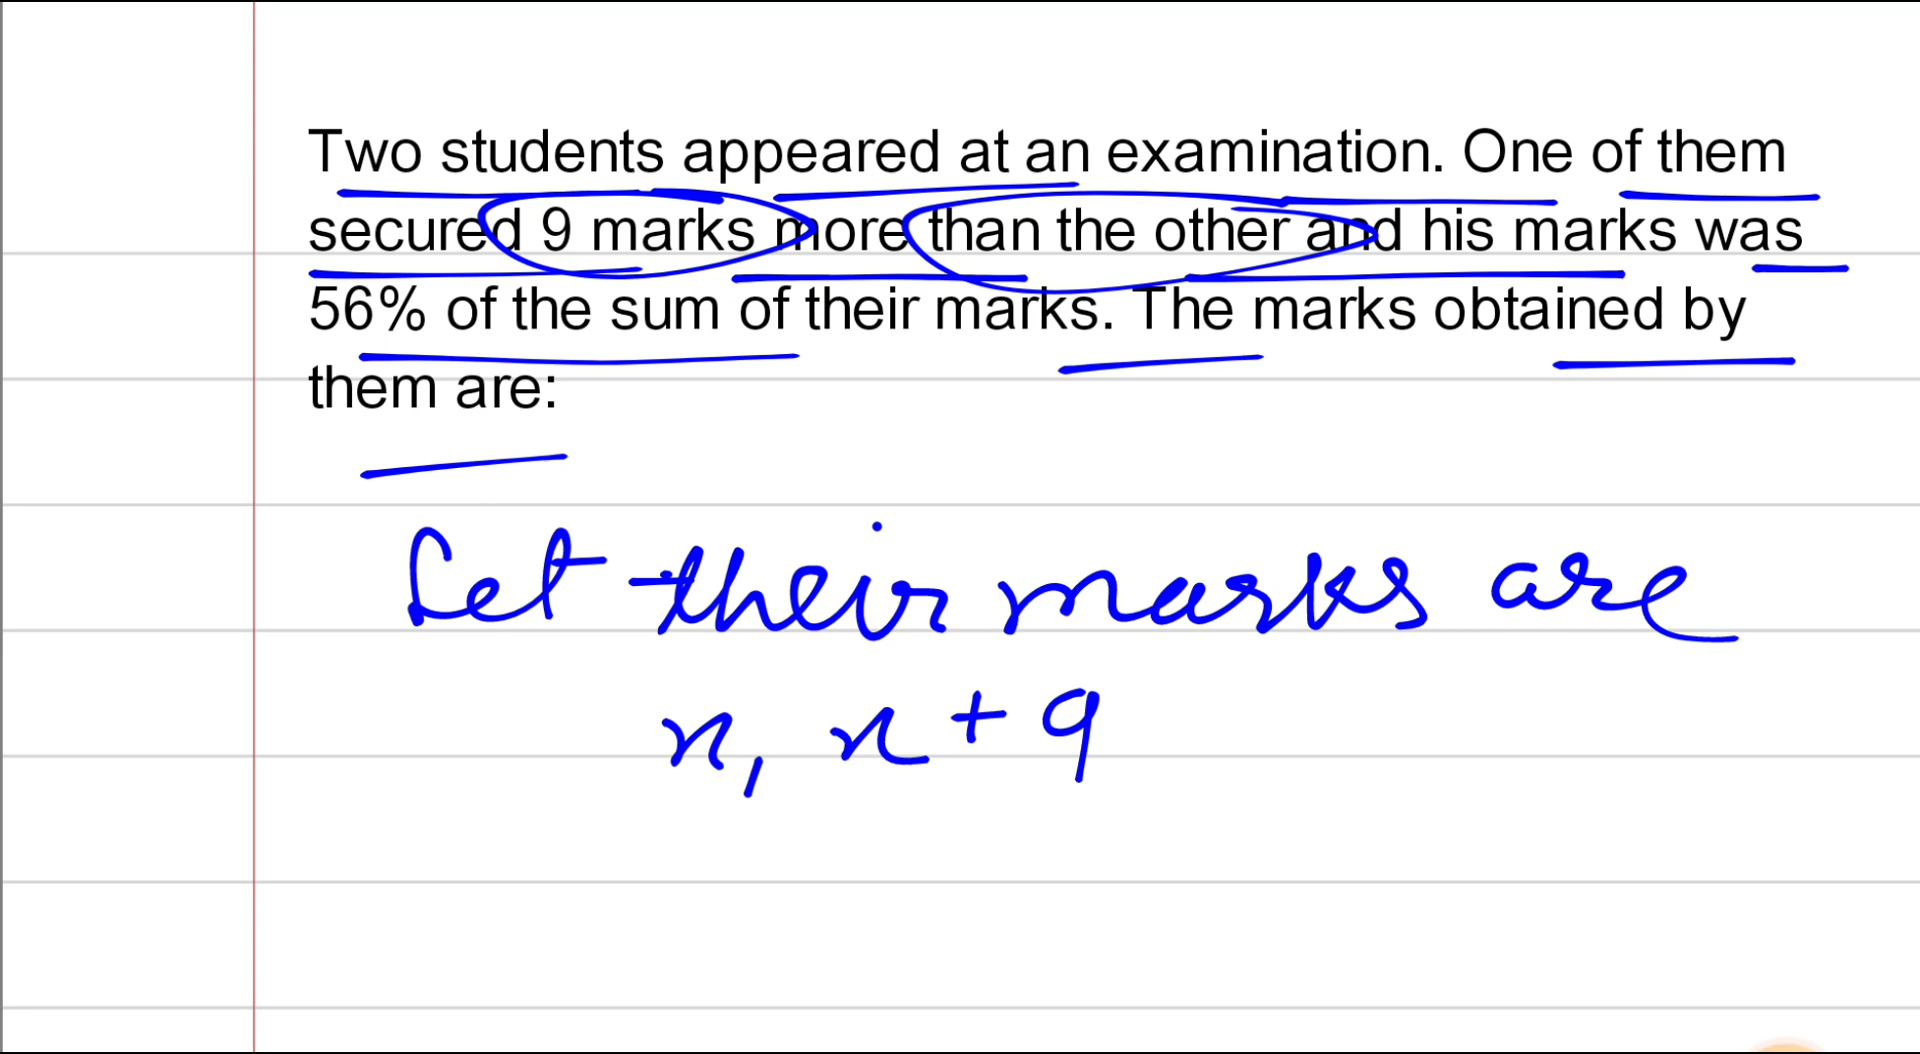 Two students appeared at an examination. One of them
secured 9 marks more than the other and his marks was
56% of the sum of their marks. The marks obtained by
them are:
Let their marks are
x, x + 9